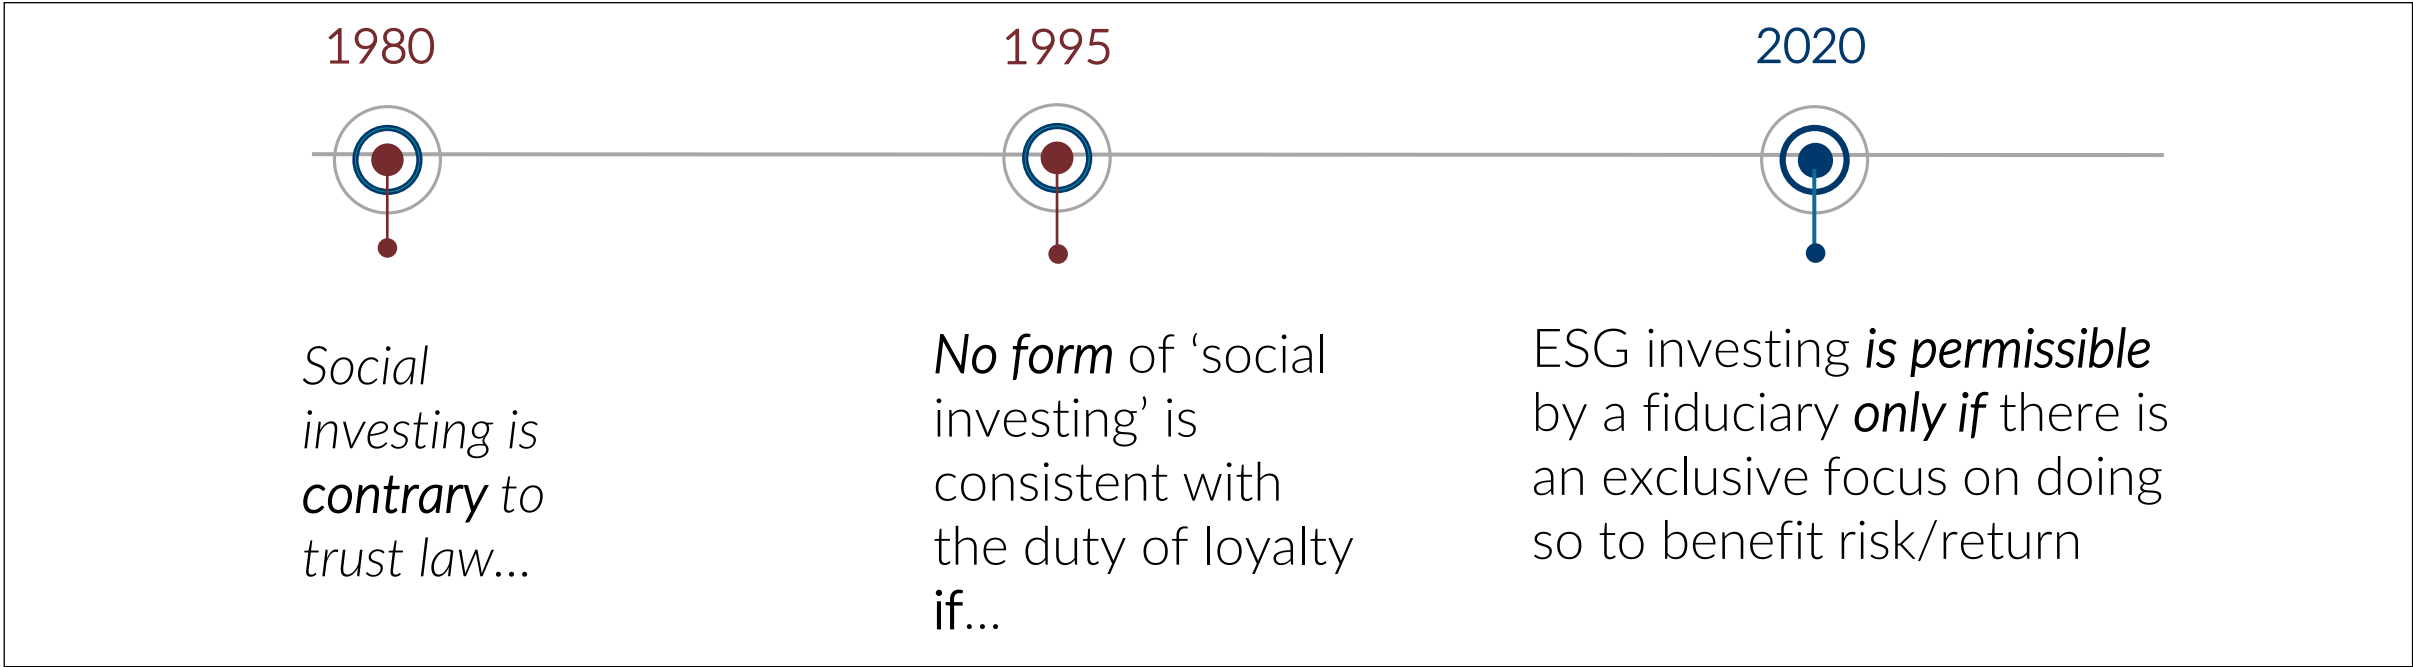 1980
Social
investing is
contrary to
trust law...
1995
No form of ‘social
investing’ is
consistent with
the duty of loyalty
if...
2020
ESG investing is permissible
by a fiduciary only if there is
an exclusive focus on doing
so to benefit risk/return